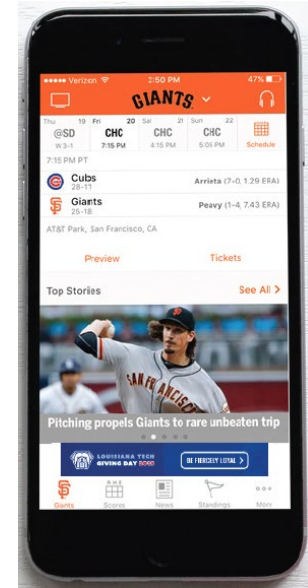 Verizon 2:50 PM 47%
GIANTS
Thu 19 Fri 20 Sat 21 Sun 22
@SD CHC CHC CHC
W 3-1 7:15 PM 4:15 PM 5:05 PM Schedule
7:15 PM PT
Cubs Arrieta (7-0, 1.29 ERA)
28-11
Giants Peavy (1-4, 7.43 ERA)
25-18
AT&T Park, San Francisco, CA
Preview Tickets
Top Stories See All >
SAN FRANCISCO
Pitching propels Giants to rare unbeaten trip
LOUISIANA TECH
GIVING DAY BE FIERCELY LOYAL >
R H E
Giants Scores News Standings More